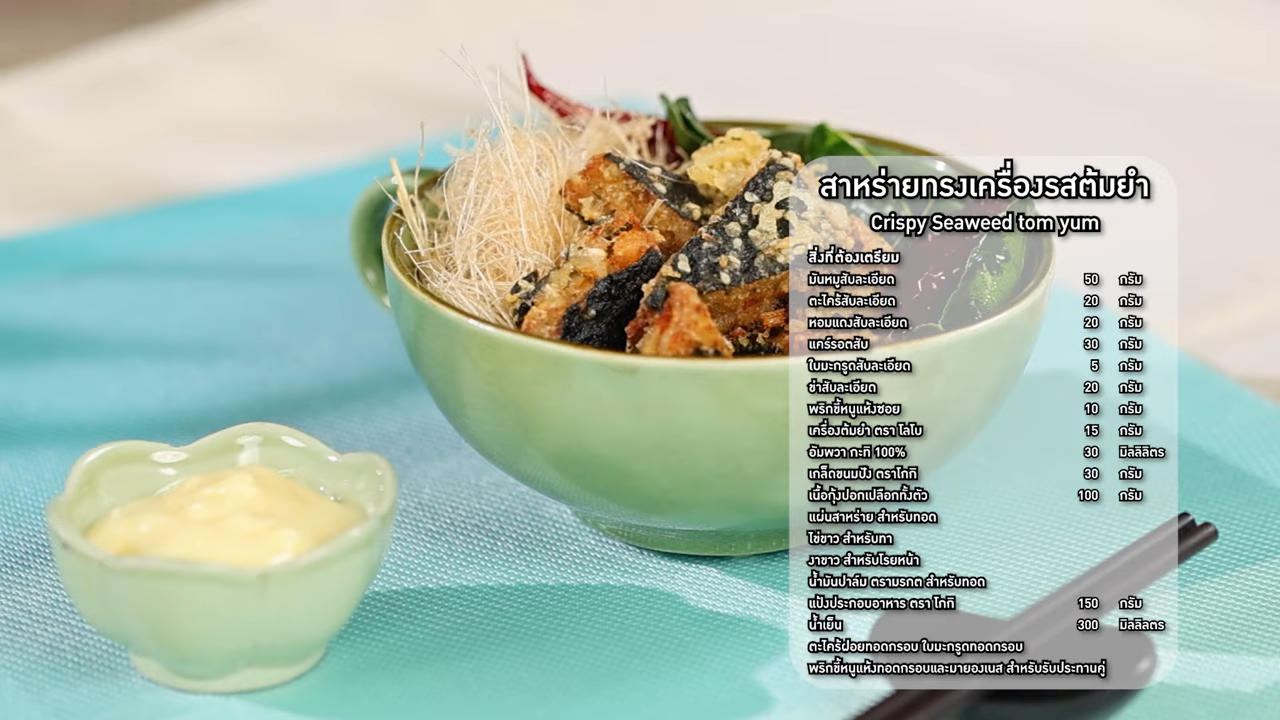 สาหร่ายทรงเครื่องรสต้มยำ
Crispy Seaweed tom yum
สิ่งที่ต้องเตรียม
มันหมูสับละเอียด 50 กรัม
ตะไคร้สับละเอียด 20 กรัม
หอมแดงสับละเอียด 20 กรัม
แคร์รอตสับ 30 กรัม
ใบมะกรูดสับละเอียด 5 กรัม
ข่าสับละเอียด 20 กรัม
พริกขี้หนูแห้งซอย 10 กรัม
เครื่องต้มยำ ตรา โลโบ 15 กรัม
อัมพวา กะทิ 100% 30 มิลลิลิตร
เกล็ดขนมปัง ตราโกกิ 30 กรัม
เนื้อกุ้งปอกเปลือกทั้งตัว 100 กรัม
แผ่นสาหร่าย สำหรับทอด
ไข่ขาว สำหรับทา
งาขาว สำหรับโรยหน้า
น้ำมันปาล์ม ตรามรกต สำหรับทอด
แป้งประกอบอาหาร ตรา โกกิ 150 กรัม
น้ำเย็น 300 มิลลิลตร
ตะไคร้ฝอยทอดกรอบ ใบมะกรูดทอดกรอบ
พริกขี้หนูแห้งทอดกรอบและมายองเนส สำหรับรับประทานคู่